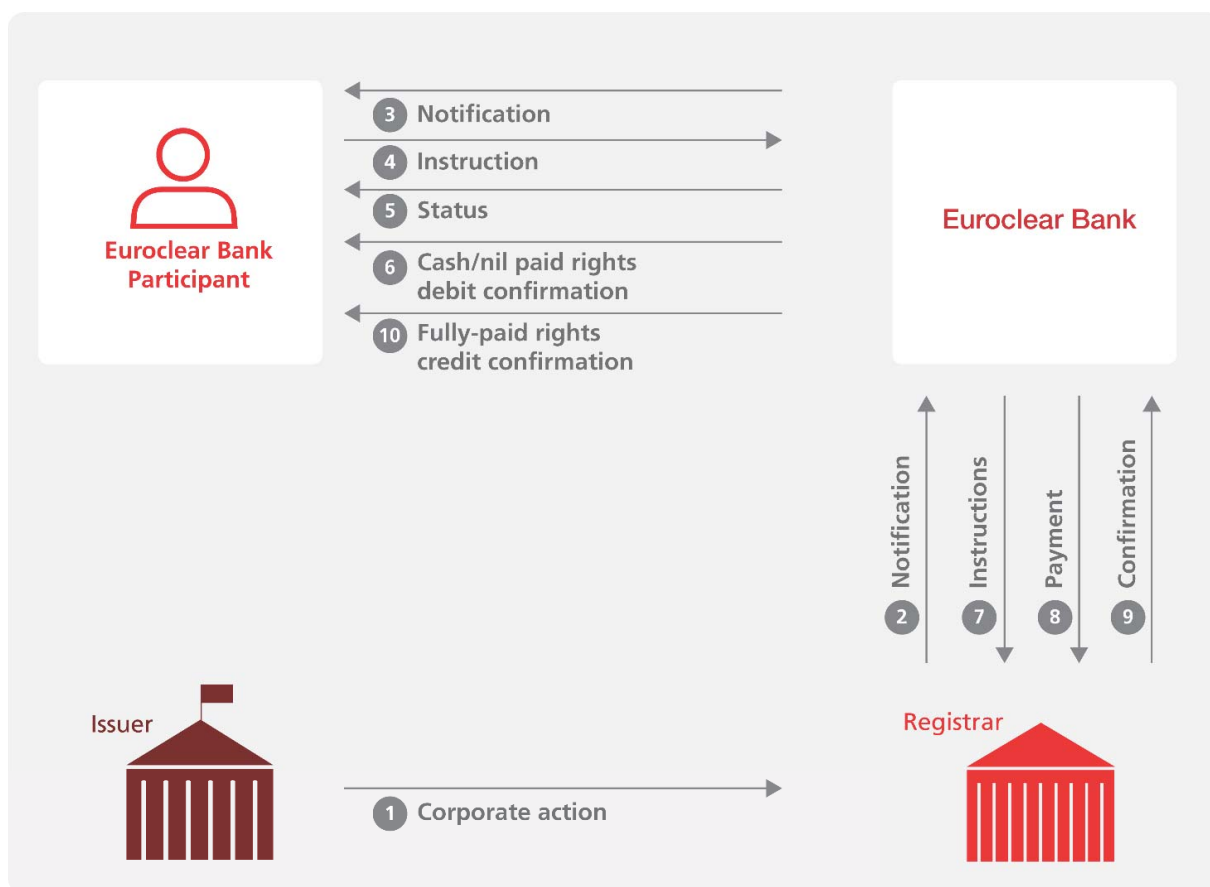 3 Notification
4 Instruction
5 Status
6 Cash/nil paid rights
debit confirmation
10 Fully-paid rights
credit confirmation
Euroclear Bank
Participant
Euroclear Bank
2 Notification
7 Instructions
8 Payment
9 Confirmation
Issuer
Registrar
1 Corporate action